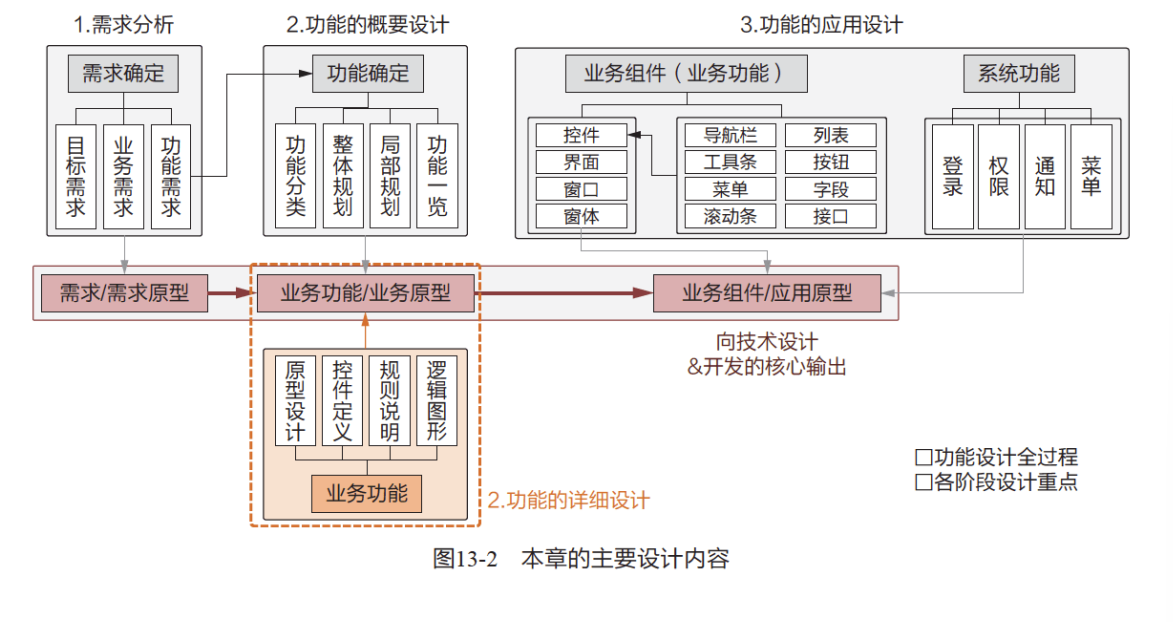 1.需求分析
2.功能的概要设计
3.功能的应用设计
需求确定
目标需求
业务需求
功能需求
功能确定
功能分类
整体规划
局部规划
功能一览
业务组件（业务功能）
控件
界面
窗口
窗体
导航栏
列表
工具条
按钮
菜单
字段
滚动条
接口
系统功能
登录
权限
通知
菜单
需求/需求原型
业务功能/业务原型
业务组件/应用原型
向技术设计
&开发的核心输出
原型设计
控件定义
规则说明
逻辑图形
业务功能
2.功能的详细设计
□功能设计全过程
□各阶段设计重点
图13-2 本章的主要设计内容